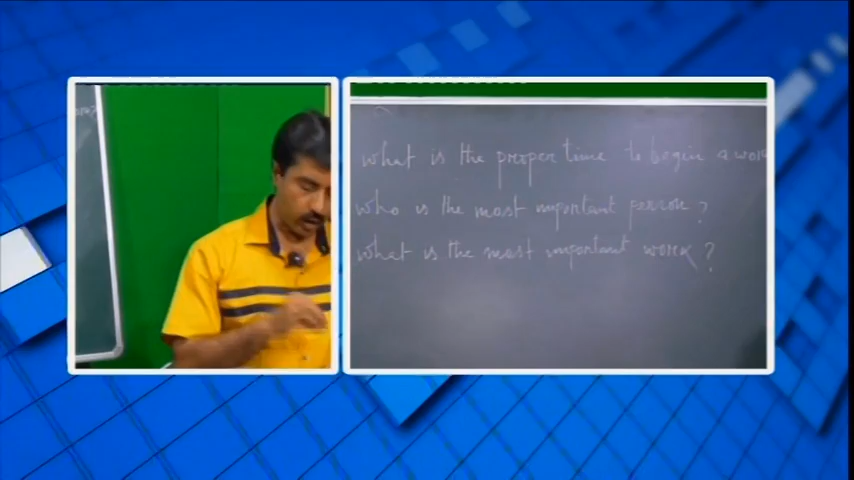 what is the proper time to begin a work
who is the most important person ?
what is the most important work ?